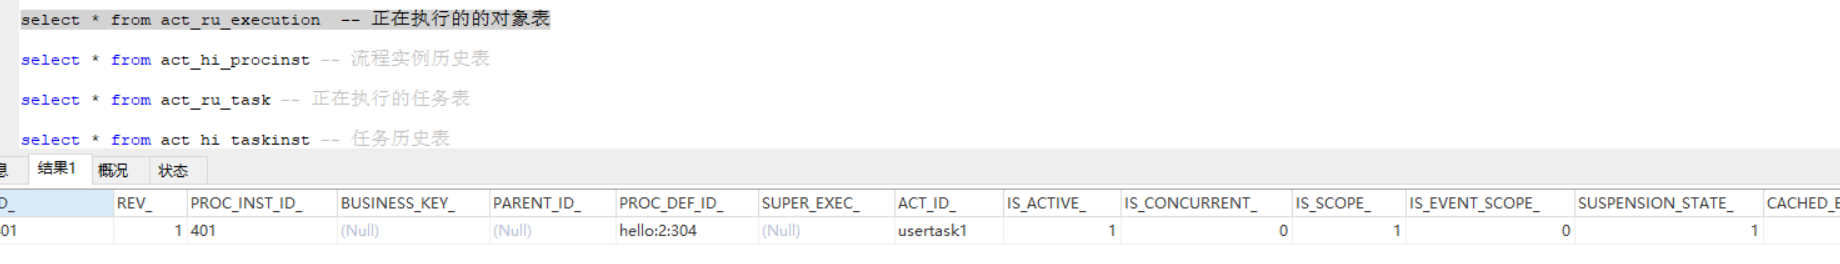 select * from act_ru_execution  -- 正在执行的的对象表
select * from act_hi_procinst -- 流程实例历史表
select * from act_ru_task -- 正在执行的任务表
select * from act_hi_taskinst -- 任务历史表
息 结果1 概况 状态
D_ REV_ PROC_INST_ID_ BUSINESS_KEY_ PARENT_ID_ PROC_DEF_ID_ SUPER_EXEC_ ACT_ID_ IS_ACTIVE_ IS_CONCURRENT_ IS_SCOPE_ IS_EVENT_SCOPE_ SUSPENSION_STATE_ CACHED_E
01 1 401 (Null) (Null) hello:2:304 (Null) usertask1 1 0 1 0 1